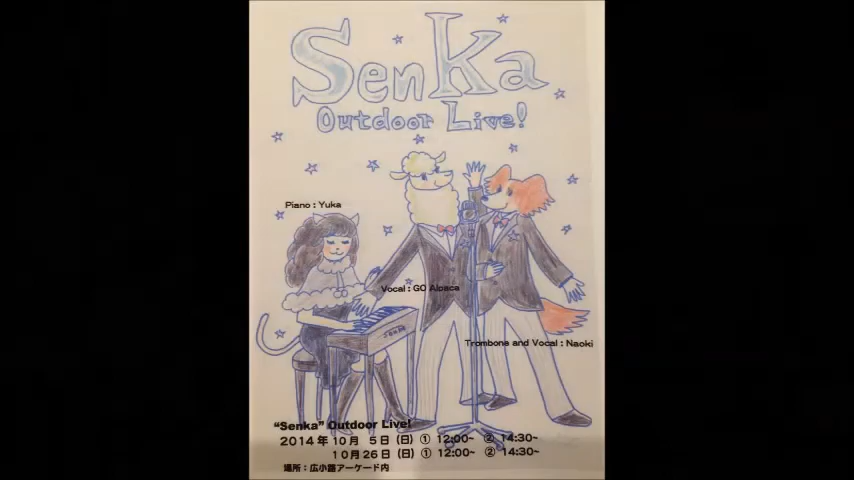 SenKa
Outdoor Live!
Piano : Yuka
Vocal : GO Alpaca
SENKA
Trombone and Vocal : Naoki
“Senka” Outdoor Live!
2014年 10月 5日 (日) ① 12:00~ ② 14:30~
10月26日 (日) ① 12:00~ ② 14:30~
場所：広小路アーケード内